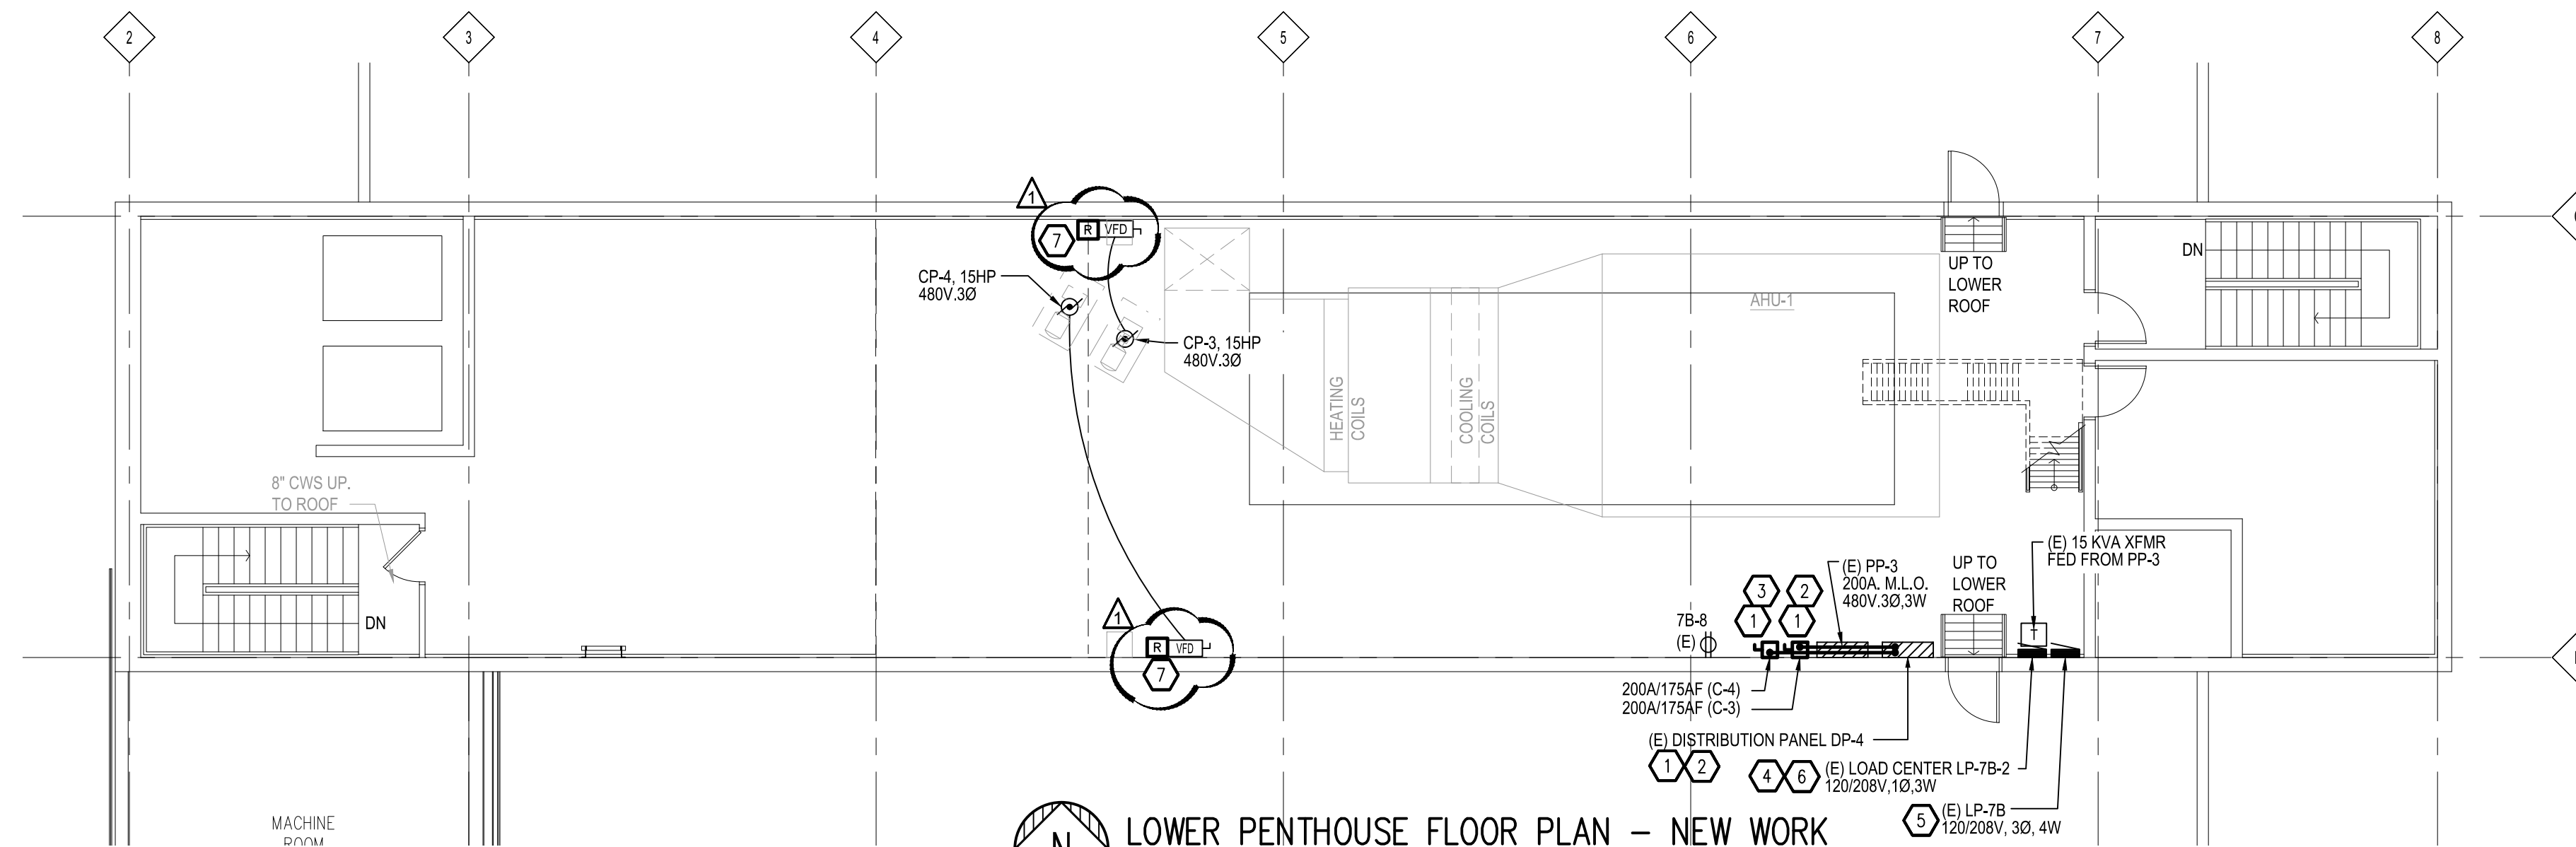 2
3
4
5
6
7
8
1
R
VFD
7
CP-4, 15HP
480V.3Ø
CP-3, 15HP
480V.3Ø
UP TO
LOWER
ROOF
DN
AHU-1
HEATING
COILS
COOLING
COILS
8" CWS UP.
TO ROOF
DN
(E) 15 KVA XFMR
FED FROM PP-3
(E) PP-3
200A. M.L.O.
480V.3Ø,3W
UP TO
LOWER
ROOF
3
2
1
1
7B-8
(E)
T
1
R
VFD
7
200A/175AF (C-4)
200A/175AF (C-3)
(E) DISTRIBUTION PANEL DP-4
1
2
4
6
(E) LOAD CENTER LP-7B-2
120/208V,1Ø,3W
5
(E) LP-7B
120/208V, 3Ø, 4W
MACHINE
ROOM
N
LOWER PENTHOUSE FLOOR PLAN – NEW WORK